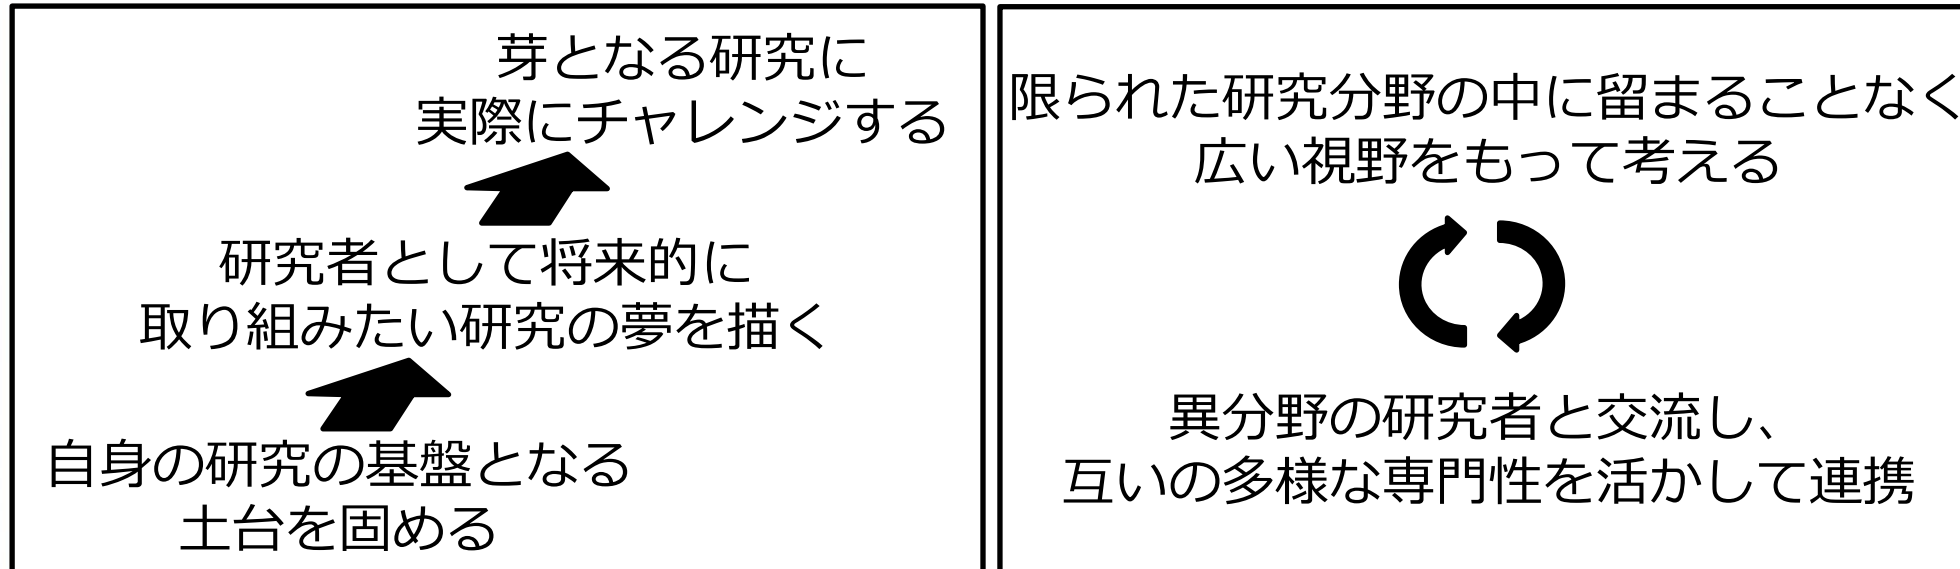 芽となる研究に
実際にチャレンジする
研究者として将来的に
取り組みたい研究の夢を描く
自身の研究の基盤となる
土台を固める
限られた研究分野の中に留まることなく
広い視野をもって考える
異分野の研究者と交流し、
互いの多様な専門性を活かして連携